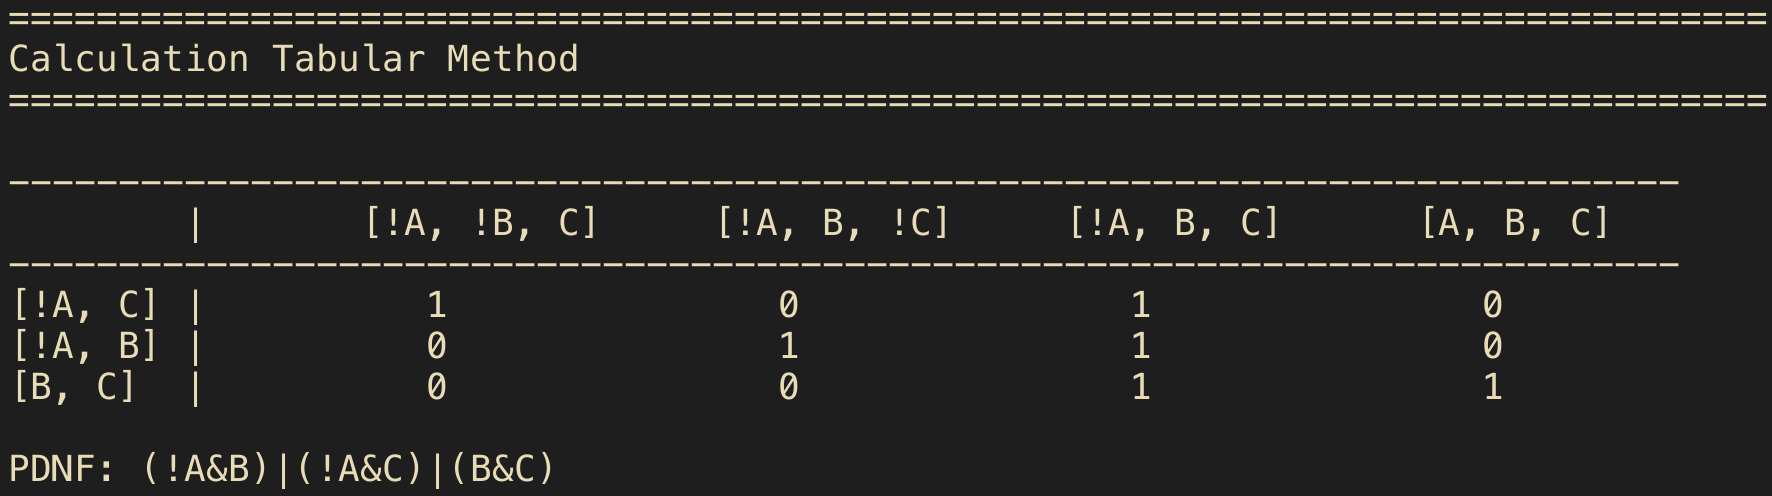 ================================================================================
Calculation Tabular Method
================================================================================
----------------------------------------------------------------------------
        |       [!A, !B, C]     [!A, B, !C]     [!A, B, C]      [A, B, C]
----------------------------------------------------------------------------
[!A, C] |          1               0               1               0
[!A, B] |          0               1               1               0
[B, C]  |          0               0               1               1
PDNF: (!A&B)|(!A&C)|(B&C)